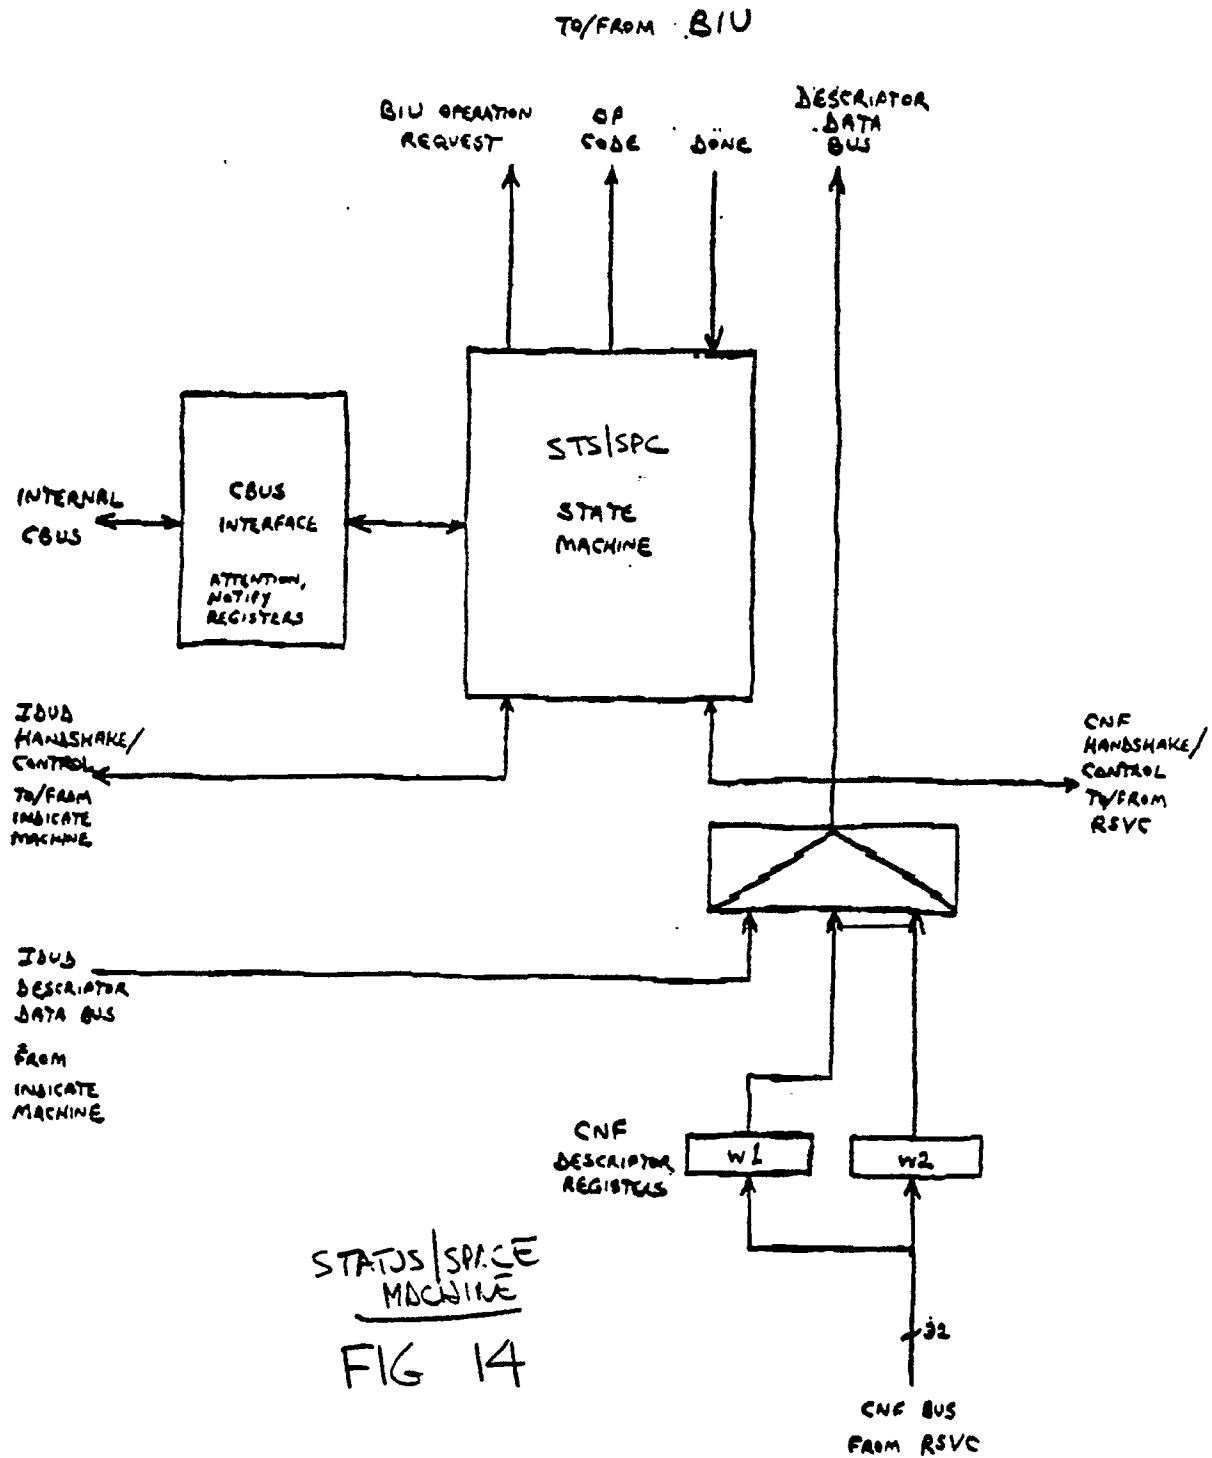 TO/FROM BIU
BIU OPERATION
REQUEST
OP
CODE
DONE
DESCRIPTOR
DATA
BUS
STS/SPC
STATE
MACHINE
INTERNAL
CBUS
CBUS
INTERFACE
ATTENTION,
NOTIFY
REGISTERS
IDUD
HANDSHAKE/
CONTROL
TO/FROM
INDICATE
MACHINE
CNF
HANDSHAKE/
CONTROL
TO/FROM
RSVC
IDUD
DESCRIPTOR
DATA BUS
FROM
INDICATE
MACHINE
CNF
DESCRIPTOR
REGISTERS
W1
W2
STATUS/SPACE
MACHINE
FIG 14
32
CNF BUS
FROM RSVC